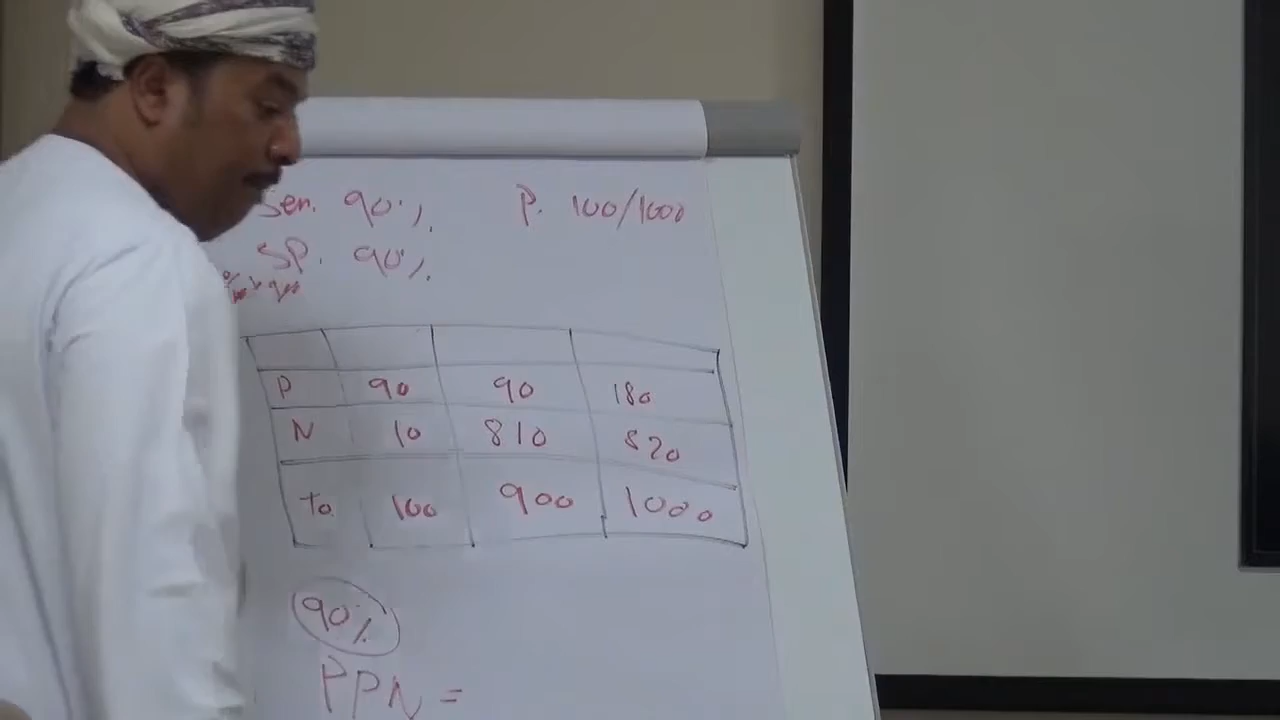 Sen. 90% P. 100/1000
SP. 90%
P 90 90 180
N 10 810 820
To 100 900 1000
90%
PPN =